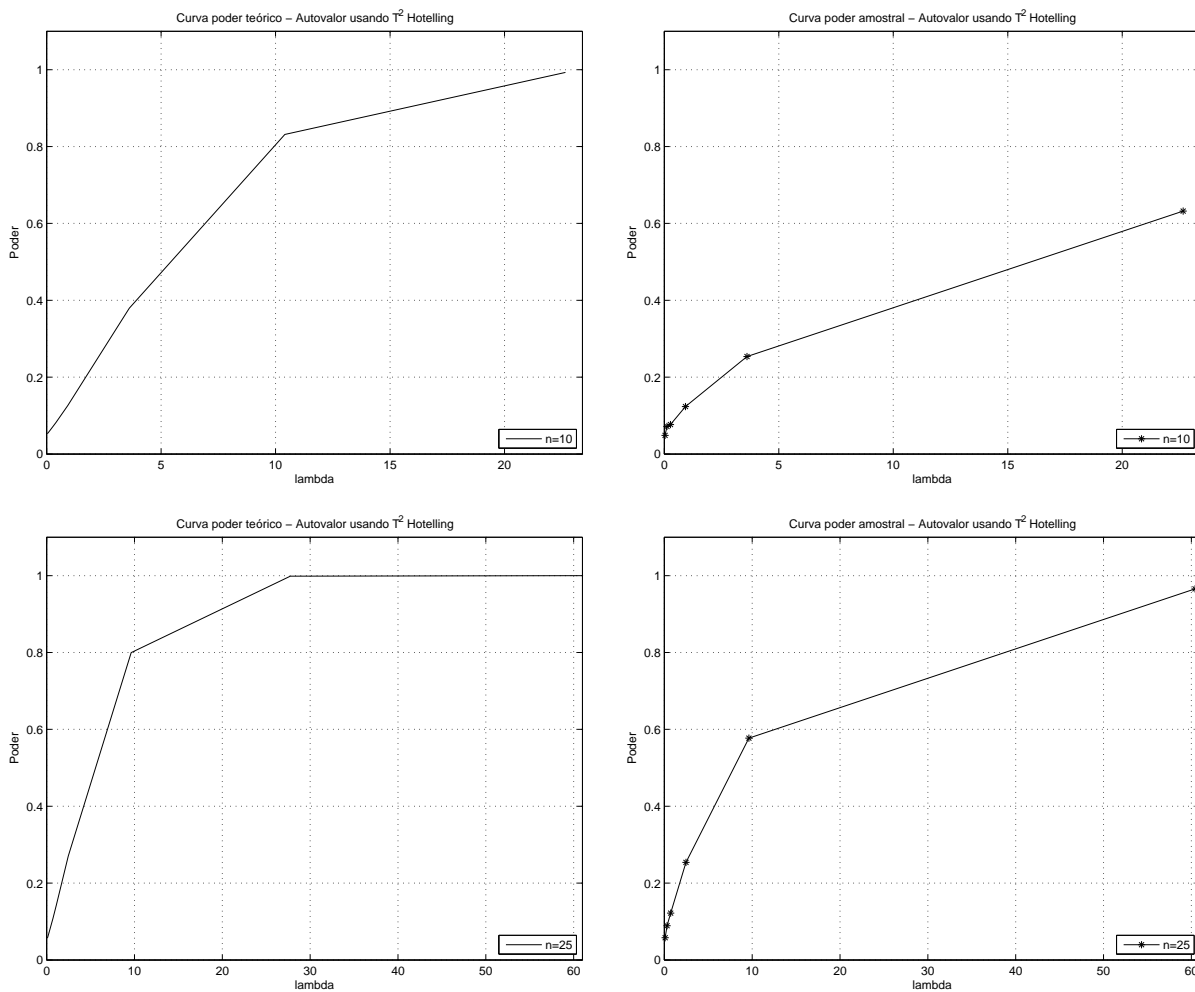 Curva poder teórico – Autovalor usando T² Hotelling
1
0.8
0.6
0.4
0.2
0
Poder
0 5 10 15 20
lambda
n=10
Curva poder amostral – Autovalor usando T² Hotelling
1
0.8
0.6
0.4
0.2
0
Poder
0 5 10 15 20
lambda
n=10
Curva poder teórico – Autovalor usando T² Hotelling
1
0.8
0.6
0.4
0.2
0
Poder
0 10 20 30 40 50 60
lambda
n=25
Curva poder amostral – Autovalor usando T² Hotelling
1
0.8
0.6
0.4
0.2
0
Poder
0 10 20 30 40 50 60
lambda
n=25